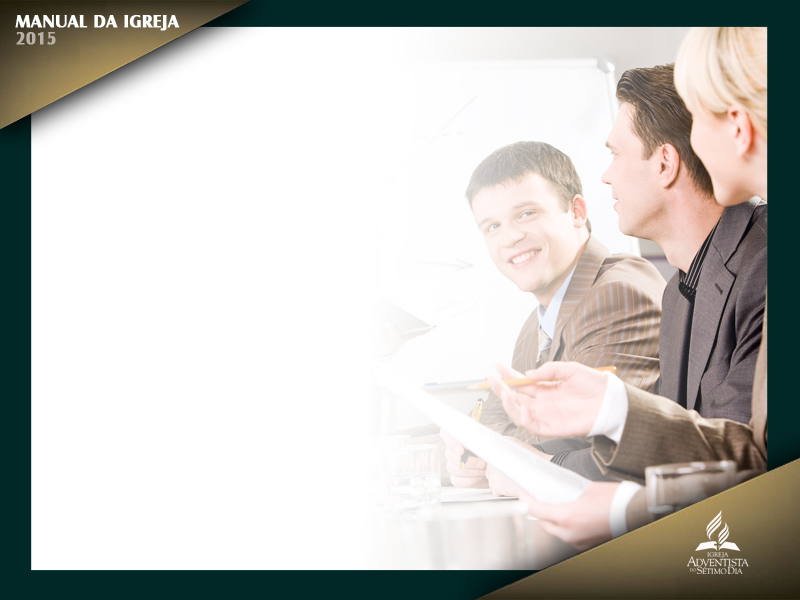 MANUAL DA IGREJA
2015
IGREJA
ADVENTISTA
DO SÉTIMO DIA